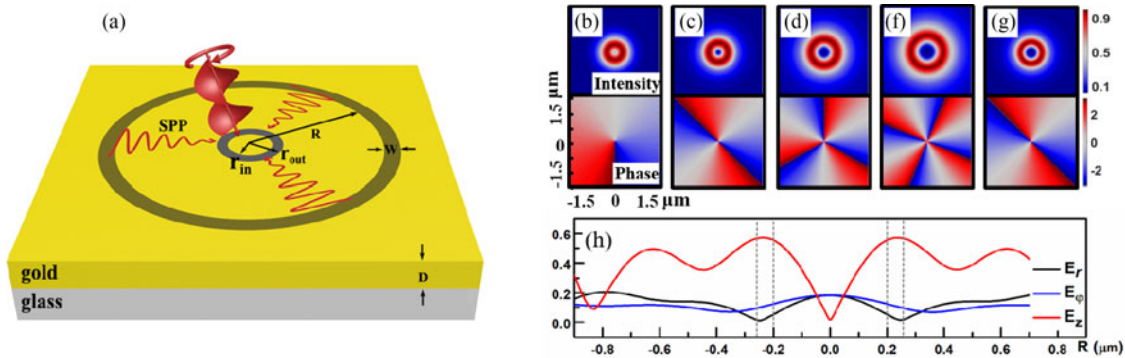 (a)
SPP
R
r_in
r_out
W
gold
D
glass
(b) (c) (d) (f) (g)
Intensity
Phase
1.5 μm
0
-1.5
-1.5 0 1.5 μm
0.9
0.5
0.1
2
0
-2
(h)
0.6
0.4
0.2
0.0
E_r
E_φ
E_z
-0.8 -0.6 -0.4 -0.2 0.0 0.2 0.4 0.6 0.8
R (μm)